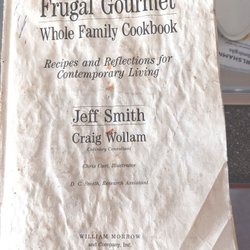 Frugal Gourmet
Whole Family Cookbook
Recipes and Reflections for
Contemporary Living
Jeff Smith
Craig Wollam
Culinary Consultant
Chris Cart, Illustrator
D. C. Smith, Research Assistant
WILLIAM MORROW
and Company, Inc.